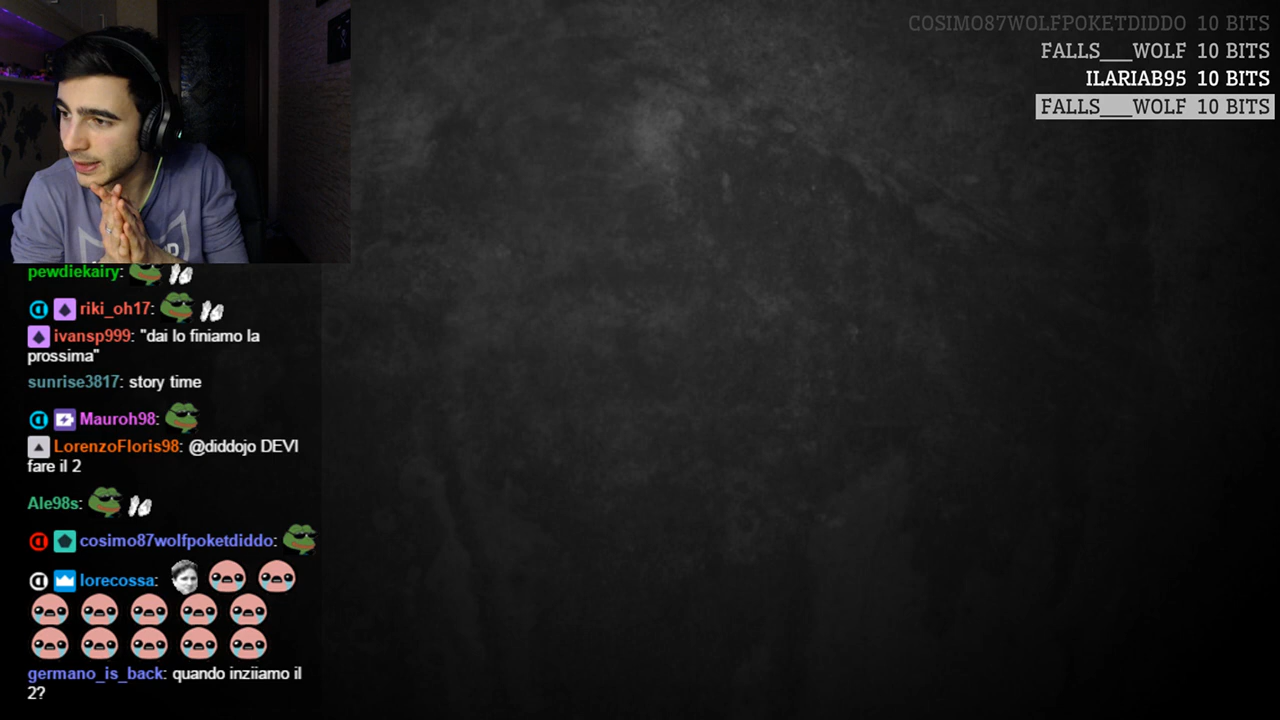 COSIMO87WOLFPOKETDIDDO 10 BITS
FALLS___WOLF 10 BITS
ILARIAB95 10 BITS
FALLS___WOLF 10 BITS
pewdiekairy:
riki_oh17:
ivansp999: "dai lo finiamo la
prossima"
sunrise3817: story time
Mauroh98:
LorenzoFloris98: @diddojo DEVI
fare il 2
Ale98s:
cosimo87wolfpoketdiddo:
lorecossa:
germano_is_back: quando inziiamo il
2?